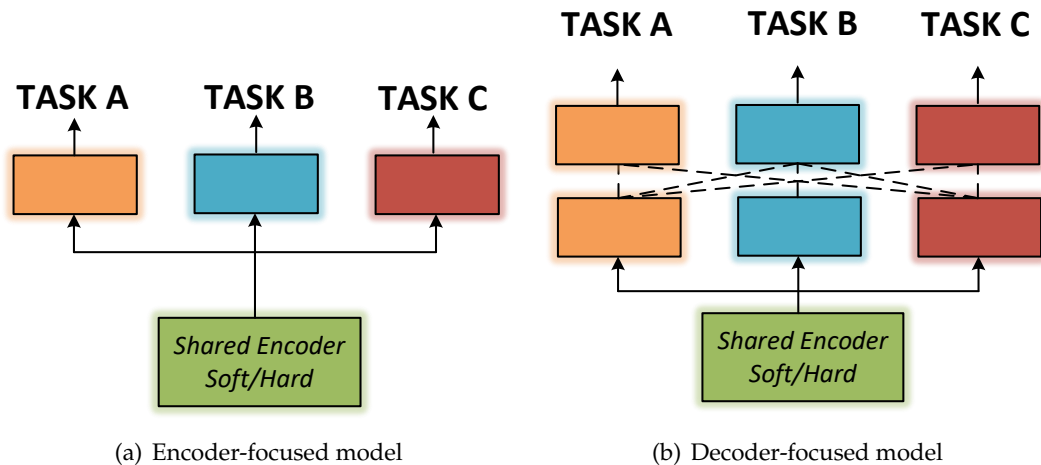 TASK A
TASK B
TASK C
Shared Encoder
Soft/Hard
(a) Encoder-focused model
TASK A
TASK B
TASK C
Shared Encoder
Soft/Hard
(b) Decoder-focused model